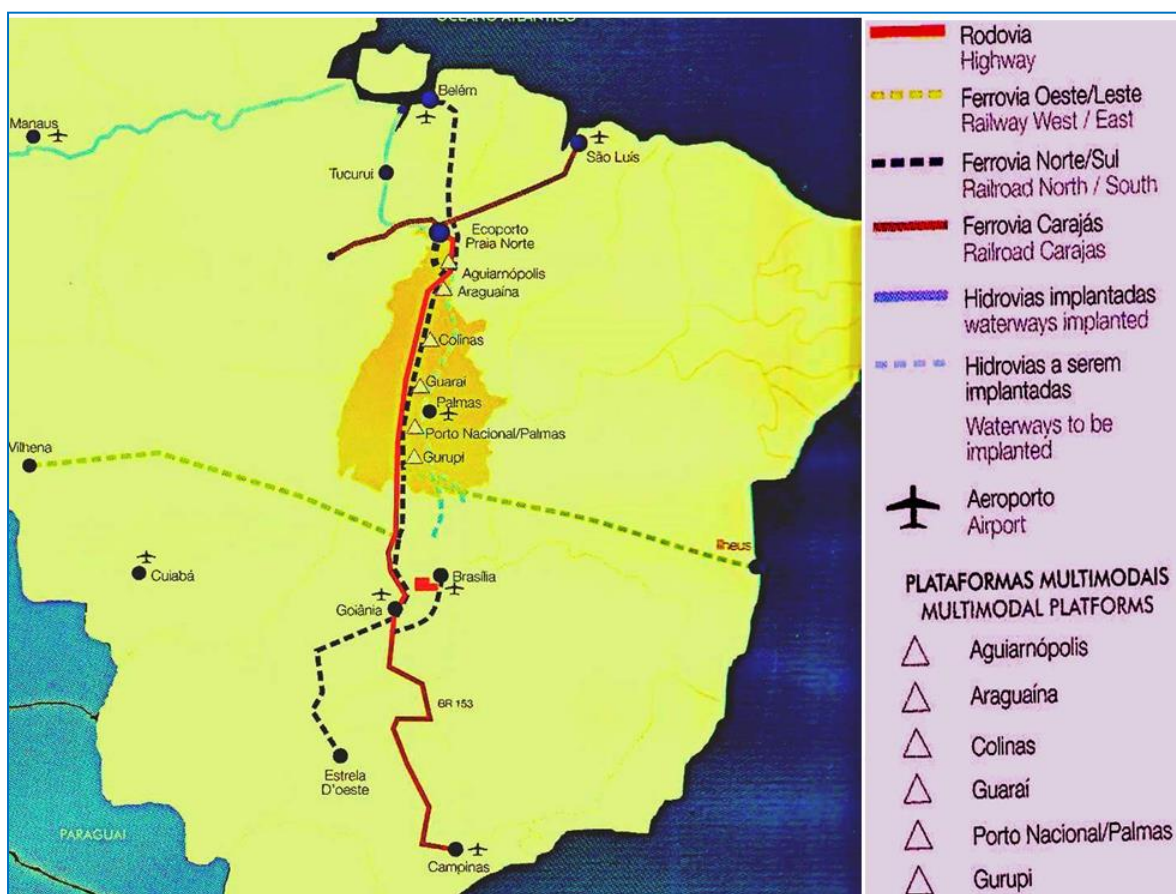 OCEANO ATLÂNTICO
Belém
Manaus
São Luís
Tucurui
Ecoporto
Praia Norte
Aguiarnópolis
Araguaína
Colinas
Guaraí
Palmas
Porto Nacional/Palmas
Vilhena
Gurupi
Ilheus
Cuiabá
Brasília
Goiânia
BR 153
Estrela
D'oeste
PARAGUAI
Campinas
Rodovia
Highway
Ferrovia Oeste/Leste
Railway West / East
Ferrovia Norte/Sul
Railroad North / South
Ferrovia Carajás
Railroad Carajas
Hidrovias implantadas
waterways implanted
Hidrovias a serem
implantadas
Waterways to be
implanted
Aeroporto
Airport
PLATAFORMAS MULTIMODAIS
MULTIMODAL PLATFORMS
Aguiarnópolis
Araguaína
Colinas
Guaraí
Porto Nacional/Palmas
Gurupi